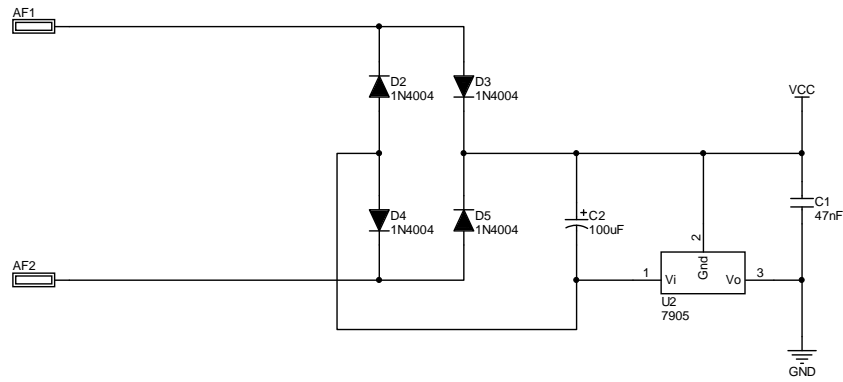 AF1
D2
1N4004
D3
1N4004
VCC
D4
1N4004
D5
1N4004
C2
100uF
C1
47nF
2
Gnd
1
Vi
Vo
3
U2
7905
AF2
GND
+